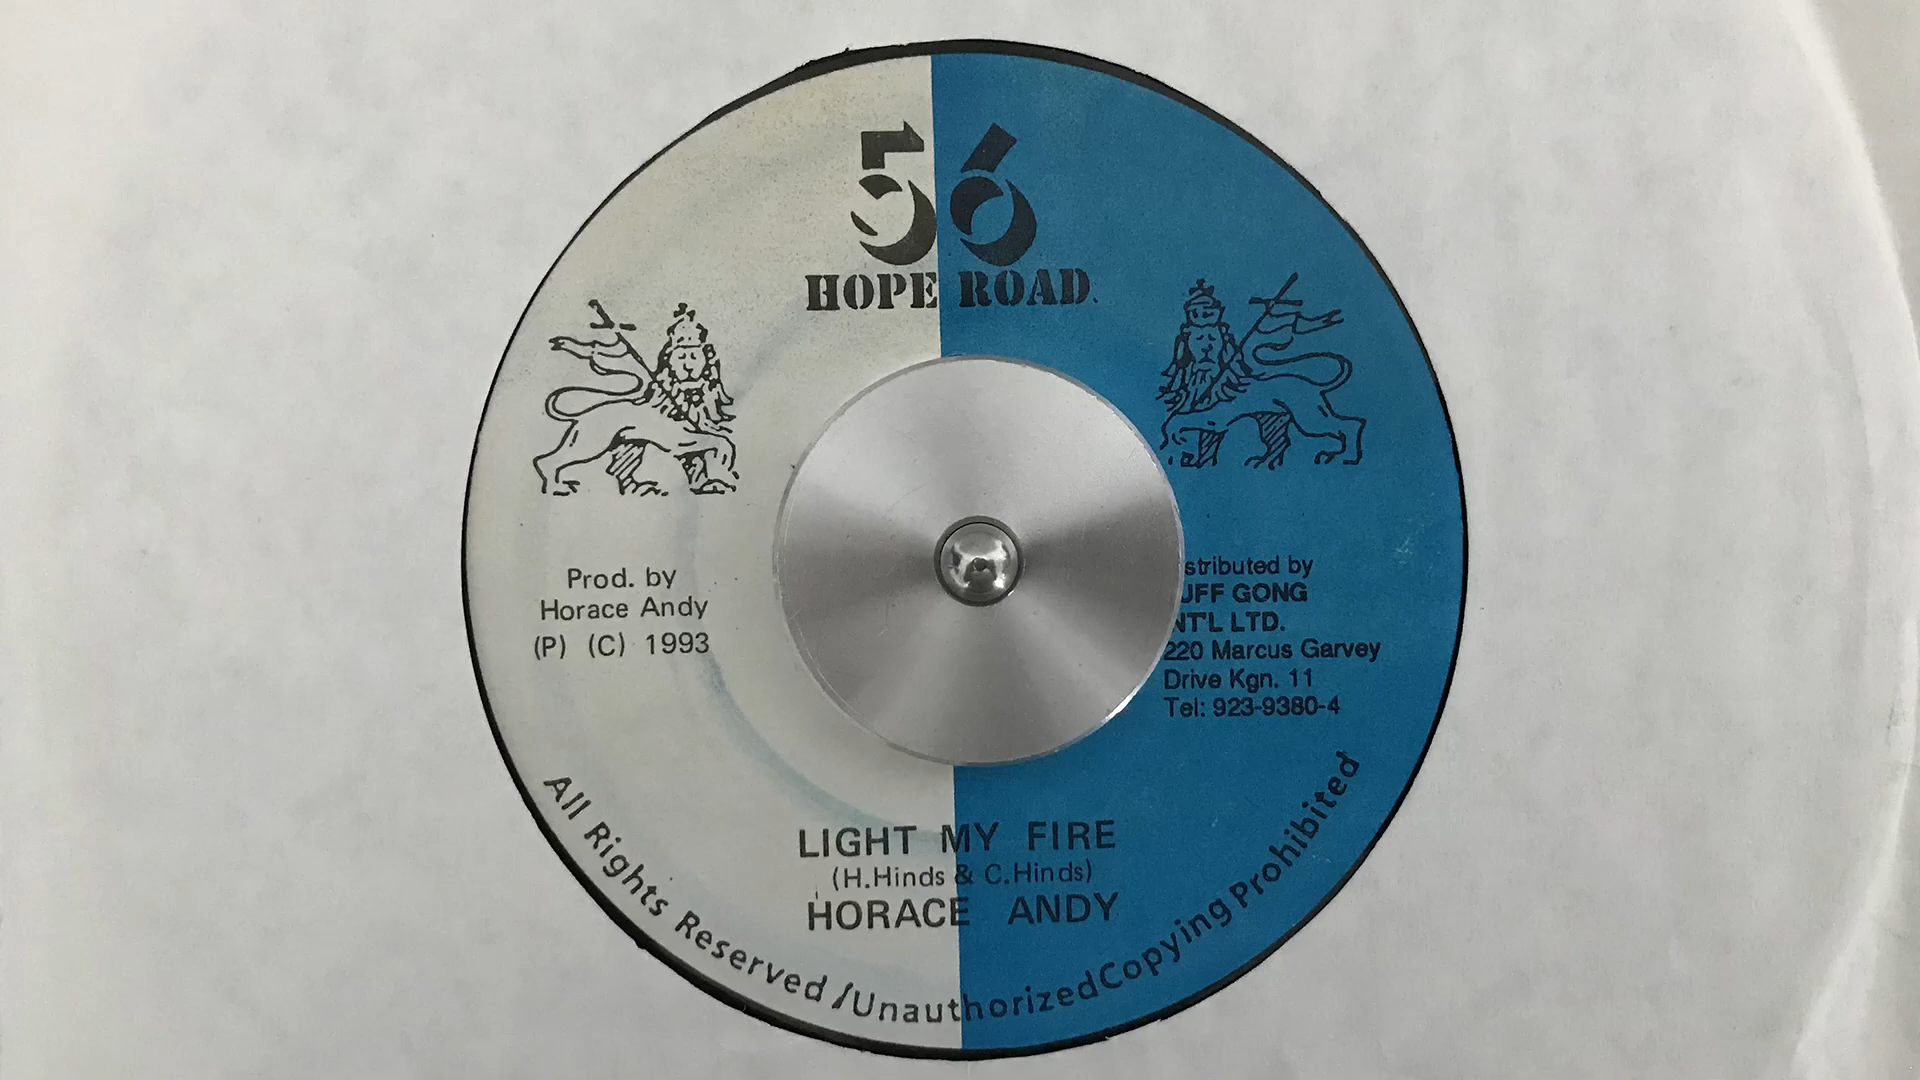 56
HOPE ROAD.
Prod. by
Horace Andy
(P) (C) 1993
stributed by
UFF GONG
NT'L LTD.
220 Marcus Garvey
Drive Kgn. 11
Tel: 923-9380-4
LIGHT MY FIRE
(H.Hinds & C.Hinds)
HORACE ANDY
All Rights Reserved / Unauthorized Copying Prohibited